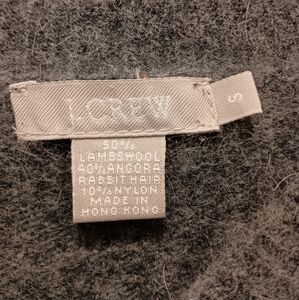 J.CREW
S
50%
LAMBSWOOL
40% ANGORA
RABBIT HAIR
10% NYLON
MADE IN
HONG KONG